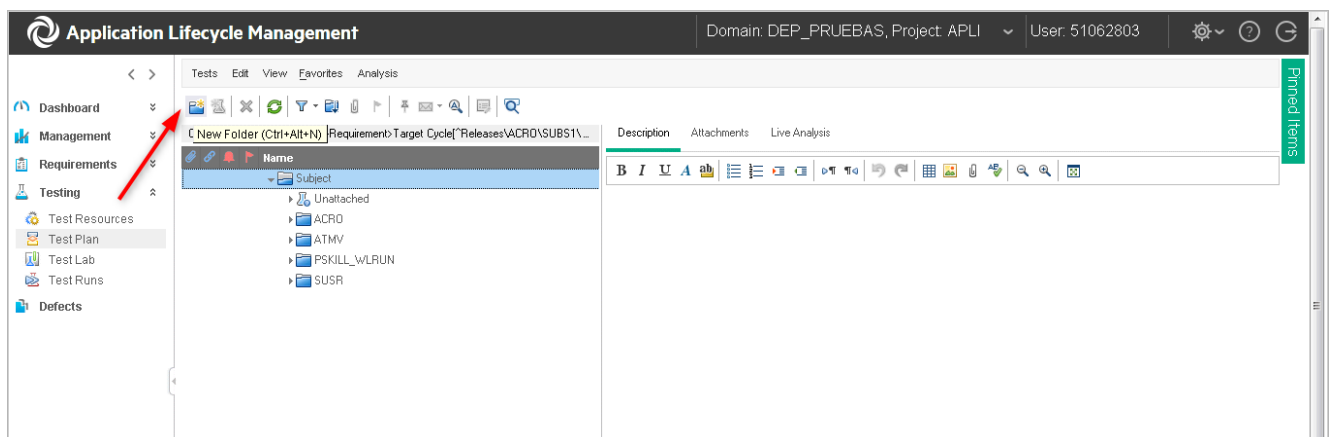 Application Lifecycle Management
Domain: DEP_PRUEBAS, Project: APLI
User: 51062803
Tests Edit View Favorites Analysis
Pinned Items
Dashboard
Management
Requirements
Testing
Test Resources
Test Plan
Test Lab
Test Runs
Defects
New Folder (Ctrl+Alt+N)
Requirement>Target Cycle[^Releases\ACRO\SUBS1\...
Name
Subject
Unattached
ACRO
ATMV
PSKILL_WLRUN
SUSR
Description Attachments Live Analysis
B I U A ab